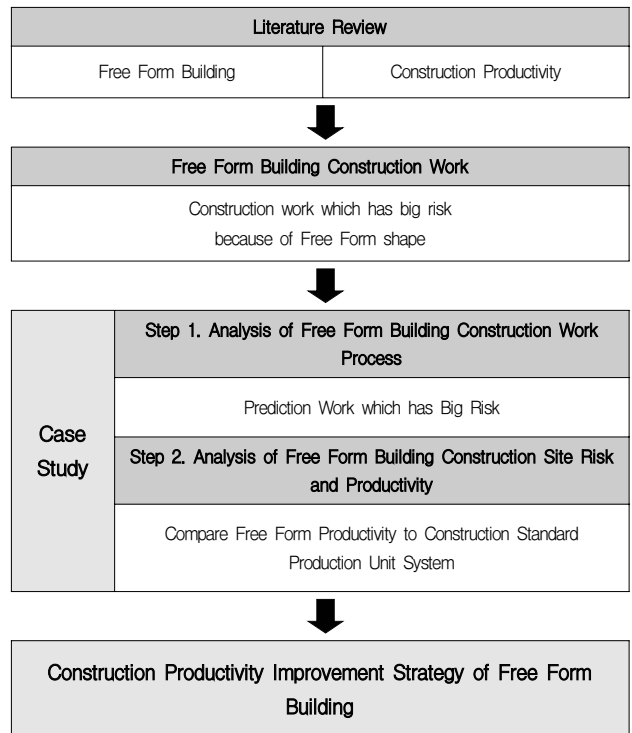 Literature Review
Free Form Building
Construction Productivity
Free Form Building Construction Work
Construction work which has big risk
because of Free Form shape
Case
Study
Step 1. Analysis of Free Form Building Construction Work
Process
Prediction Work which has Big Risk
Step 2. Analysis of Free Form Building Construction Site Risk
and Productivity
Compare Free Form Productivity to Construction Standard
Production Unit System
Construction Productivity Improvement Strategy of Free Form
Building